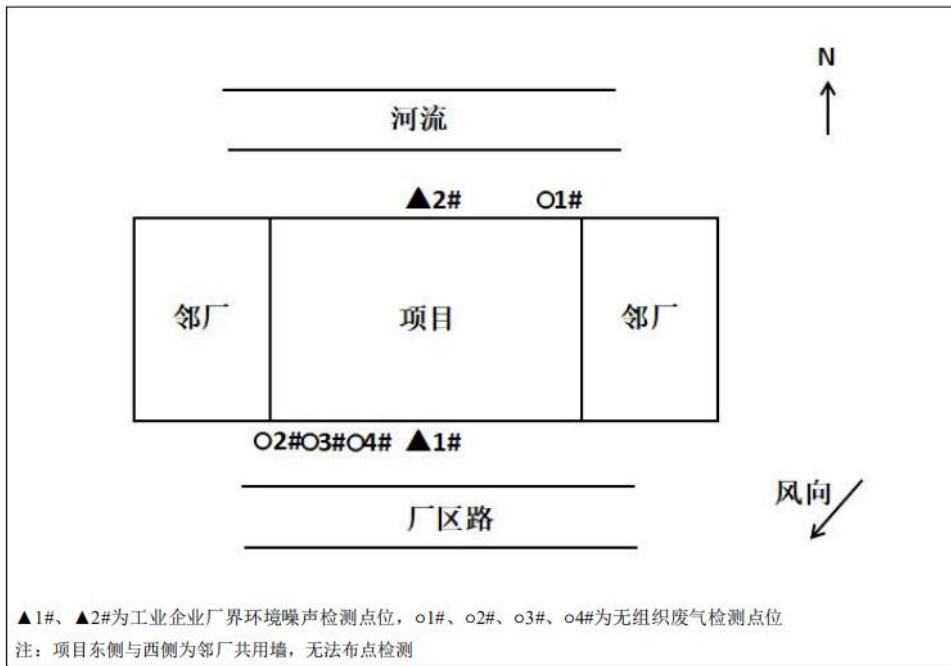 N
河流
▲2# ○1#
邻厂 项目 邻厂
○2#○3#○4# ▲1#
风向
厂区路
▲1#、▲2#为工业企业厂界环境噪声检测点位，○1#、○2#、○3#、○4#为无组织废气检测点位
注：项目东侧与西侧为邻厂共用墙，无法布点检测